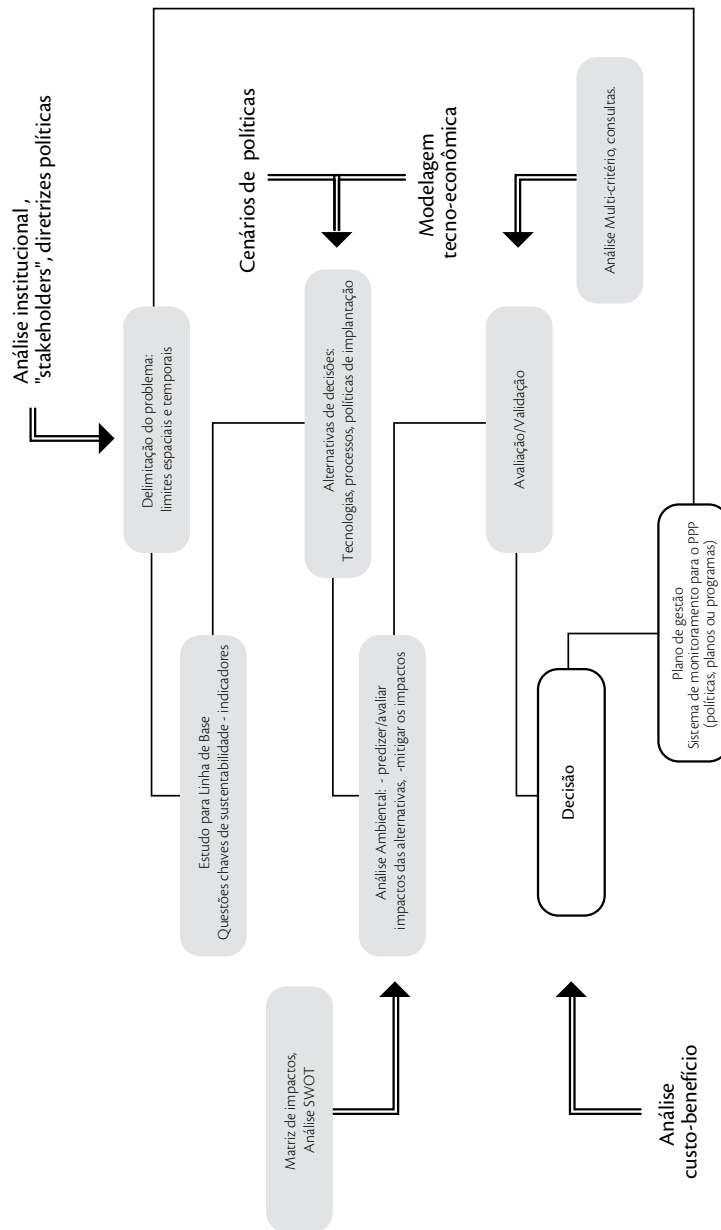 Análise institucional ,
"stakeholders", diretrizes políticas
Delimitação do problema:
limites espaciais e temporais
Estudo para Linha de Base
Questões chaves de sustentabilidade - indicadores
Cenários de políticas
Modelagem
tecno-econômica
Alternativas de decisões:
Tecnologias, processos, políticas de implantação
Matriz de impactos,
Análise SWOT
Análise Ambiental: - predizer/avaliar
impactos das alternativas, -mitigar os impactos
Análise Multi-critério, consultas.
Avaliação/Validação
Decisão
Análise
custo-benefício
Plano de gestão
Sistema de monitoramento para o PPP
(políticas, planos ou programas)